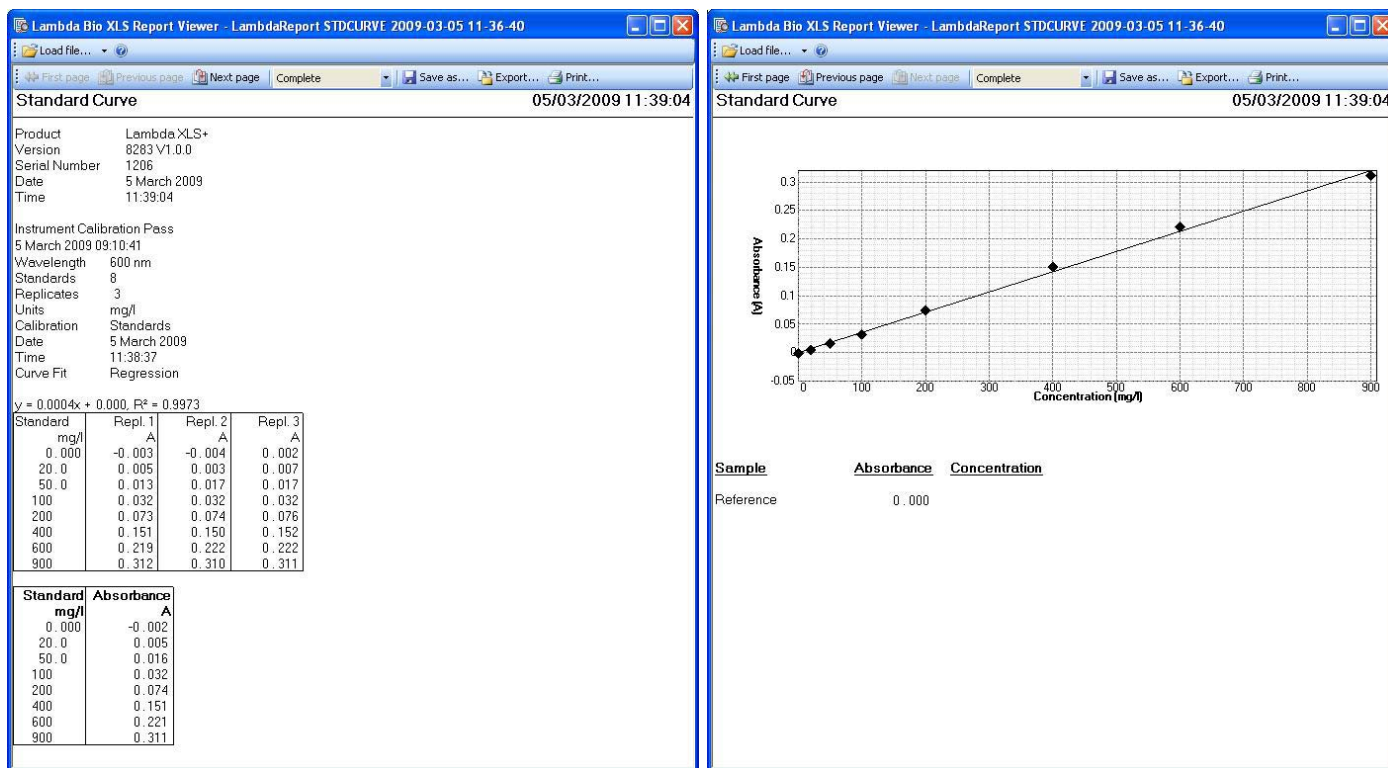 Lambda Bio XLS Report Viewer - LambdaReport STDCURVE 2009-03-05 11-36-40
Load file...
First page Previous page Next page Complete Save as... Export... Print...
Standard Curve 05/03/2009 11:39:04
Product Lambda XLS+
Version 8283 V1.0.0
Serial Number 1206
Date 5 March 2009
Time 11:39:04
Instrument Calibration Pass
5 March 2009 09:10:41
Wavelength 600 nm
Standards 8
Replicates 3
Units mg/l
Calibration Standards
Date 5 March 2009
Time 11:38:37
Curve Fit Regression
y = 0.0004x + 0.000, R² = 0.9973
Standard Repl. 1 Repl. 2 Repl. 3
mg/l A A A
0.000 -0.003 -0.004 0.002
20.0 0.005 0.003 0.007
50.0 0.013 0.017 0.017
100 0.032 0.032 0.032
200 0.073 0.074 0.076
400 0.151 0.150 0.152
600 0.219 0.222 0.222
900 0.312 0.310 0.311
Standard Absorbance
mg/l A
0.000 -0.002
20.0 0.005
50.0 0.016
100 0.032
200 0.074
400 0.151
600 0.221
900 0.311
Lambda Bio XLS Report Viewer - LambdaReport STDCURVE 2009-03-05 11-36-40
Load file...
First page Previous page Next page Complete Save as... Export... Print...
Standard Curve 05/03/2009 11:39:04
Absorbance (A)
0.3
0.25
0.2
0.15
0.1
0.05
0
-0.05
0 100 200 300 400 500 600 700 800 900
Concentration (mg/l)
Sample Absorbance Concentration
Reference 0.000